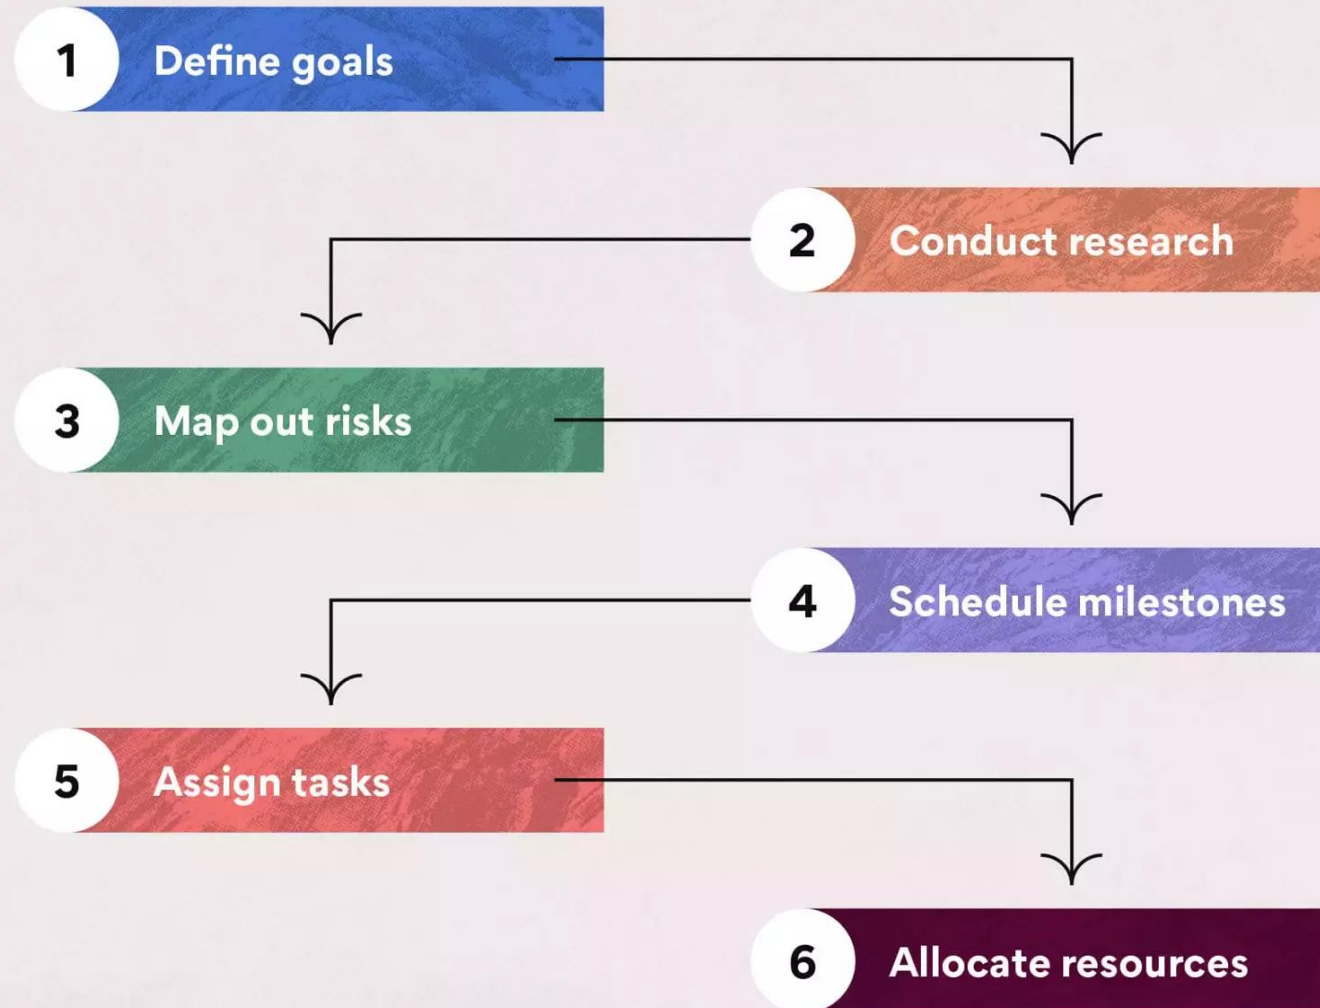 1 Define goals
2 Conduct research
3 Map out risks
4 Schedule milestones
5 Assign tasks
6 Allocate resources